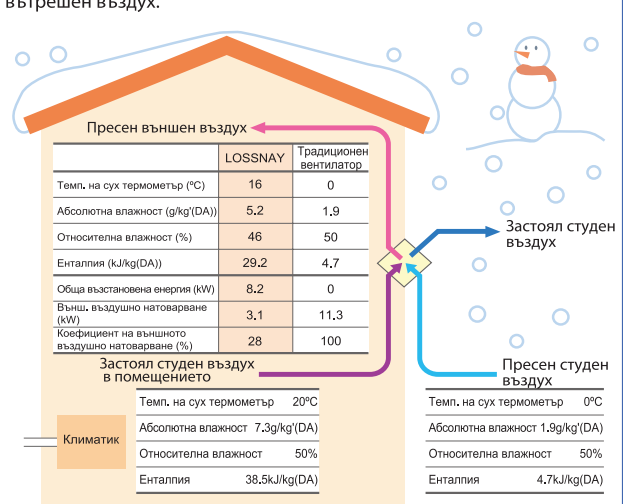 вътрешен въздух.
Пресен външен въздух
LOSSNAY Традиционен вентилатор
Темп. на сух термометър (°C) 16 0
Абсолютна влажност (g/kg'(DA)) 5.2 1.9
Относителна влажност (%) 46 50
Енталпия (kJ/kg(DA)) 29.2 4.7
Обща възстановена енергия (kW) 8.2 0
Външ. въздушно натоварване (kW) 3.1 11.3
Коефициент на външното въздушно натоварване (%) 28 100
Застоял студен
въздух
Застоял студен въздух
в помещението
Пресен студен
въздух
Климатик
Темп. на сух термометър 20°C
Абсолютна влажност 7.3g/kg'(DA)
Относителна влажност 50%
Енталпия 38.5kJ/kg(DA)
Темп. на сух термометър 0°C
Абсолютна влажност 1.9g/kg'(DA)
Относителна влажност 50%
Енталпия 4.7kJ/kg(DA)